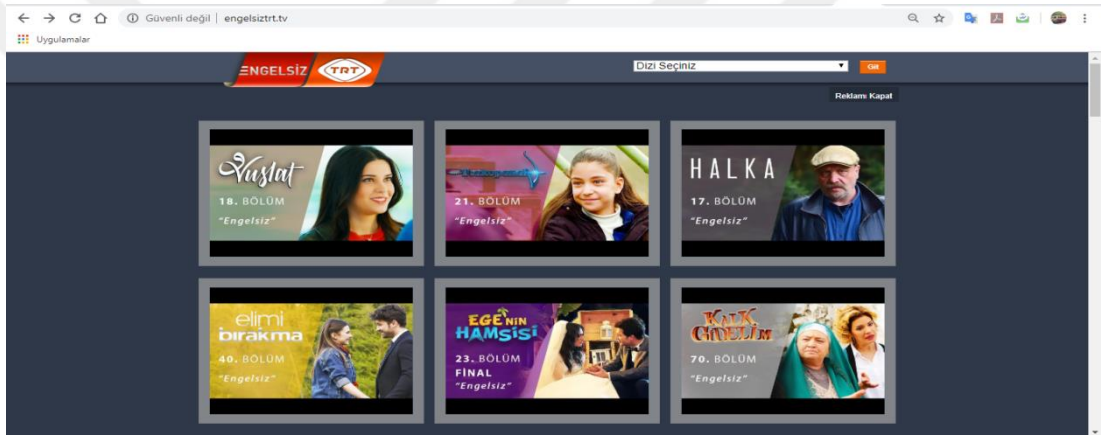 Güvenli değil | engelsiztrt.tv
Uygulamalar
ENGELSİZ TRT
Dizi Seçiniz
Git
Reklamı Kapat
Vuslat
18. BÖLÜM
"Engelsiz"
21. BÖLÜM
"Engelsiz"
HALKA
17. BÖLÜM
"Engelsiz"
elimi
bırakma
40. BÖLÜM
"Engelsiz"
EGE'NİN
HAMSİSİ
23. BÖLÜM
FİNAL
"Engelsiz"
KALK
GİDELİM
70. BÖLÜM
"Engelsiz"